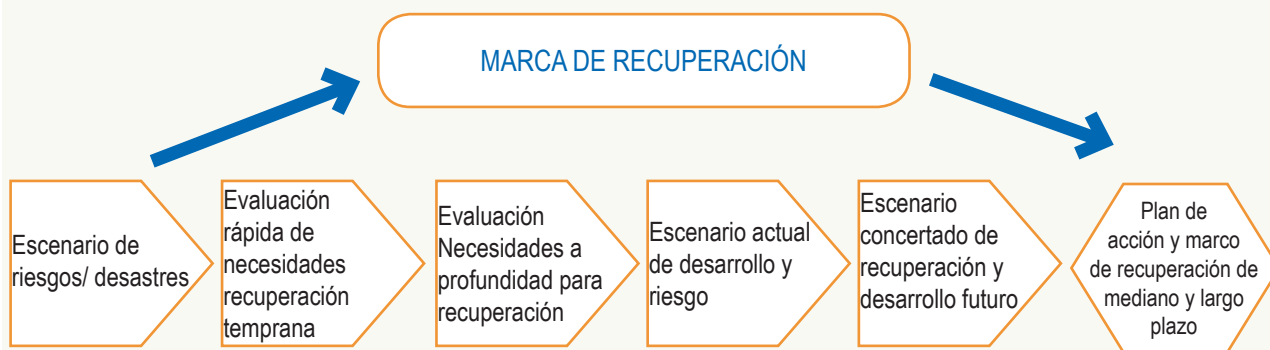 MARCA DE RECUPERACIÓN
Escenario de
riesgos/ desastres
Evaluación
rápida de
necesidades
recuperación
temprana
Evaluación
Necesidades a
profundidad para
recuperación
Escenario actual
de desarrollo y
riesgo
Escenario
concertado de
recuperación y
desarrollo futuro
Plan de
acción y marco
de recuperación de
mediano y largo
plazo